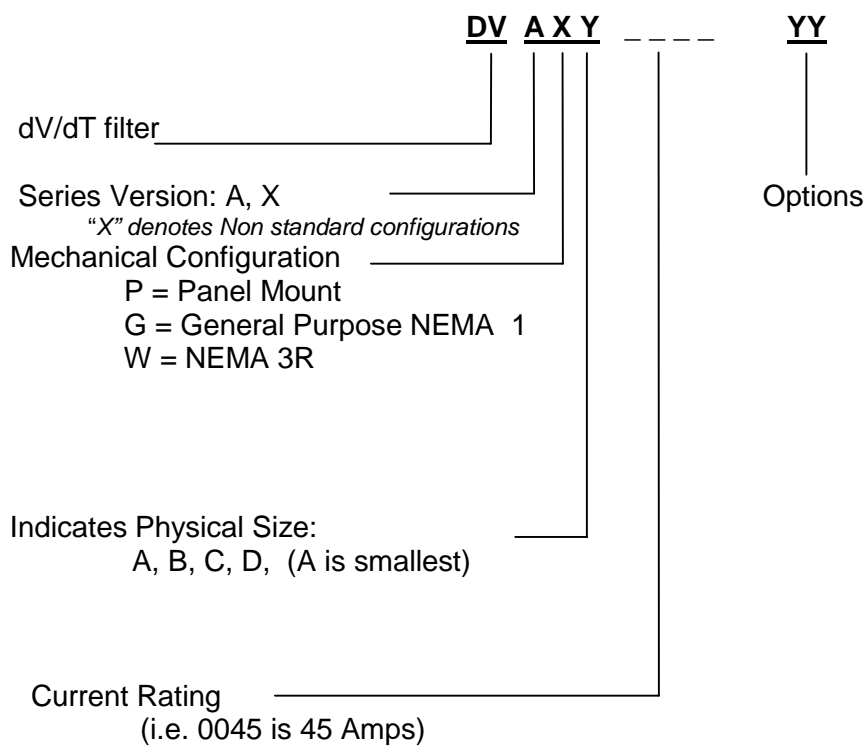 DV A X Y _ _ _ _ YY
dV/dT filter
Series Version: A, X
Options
“X” denotes Non standard configurations
Mechanical Configuration
P = Panel Mount
G = General Purpose NEMA 1
W = NEMA 3R
Indicates Physical Size:
A, B, C, D, (A is smallest)
Current Rating
(i.e. 0045 is 45 Amps)